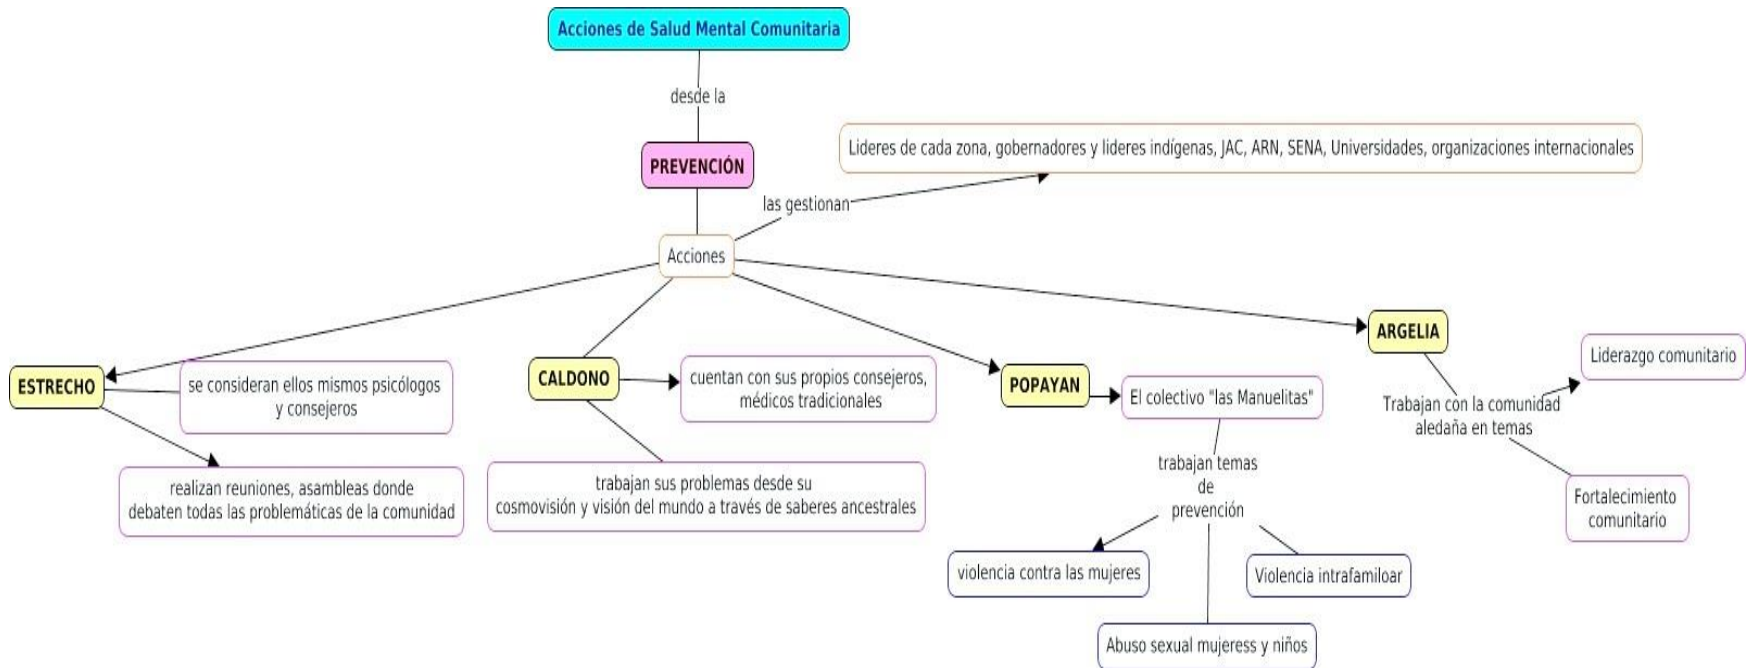 Acciones de Salud Mental Comunitaria
desde la
PREVENCIÓN
Lideres de cada zona, gobernadores y lideres indígenas, JAC, ARN, SENA, Universidades, organizaciones internacionales
las gestionan
Acciones
ESTRECHO
se consideran ellos mismos psicólogos
y consejeros
realizan reuniones, asambleas donde
debaten todas las problemáticas de la comunidad
CALDONO
cuentan con sus propios consejeros,
médicos tradicionales
trabajan sus problemas desde su
cosmovisión y visión del mundo a través de saberes ancestrales
POPAYAN
El colectivo "las Manuelitas"
trabajan temas
de
prevención
violencia contra las mujeres
Abuso sexual mujeress y niños
Violencia intrafamiloar
ARGELIA
Trabajan con la comunidad
aledaña en temas
Liderazgo comunitario
Fortalecimiento
comunitario